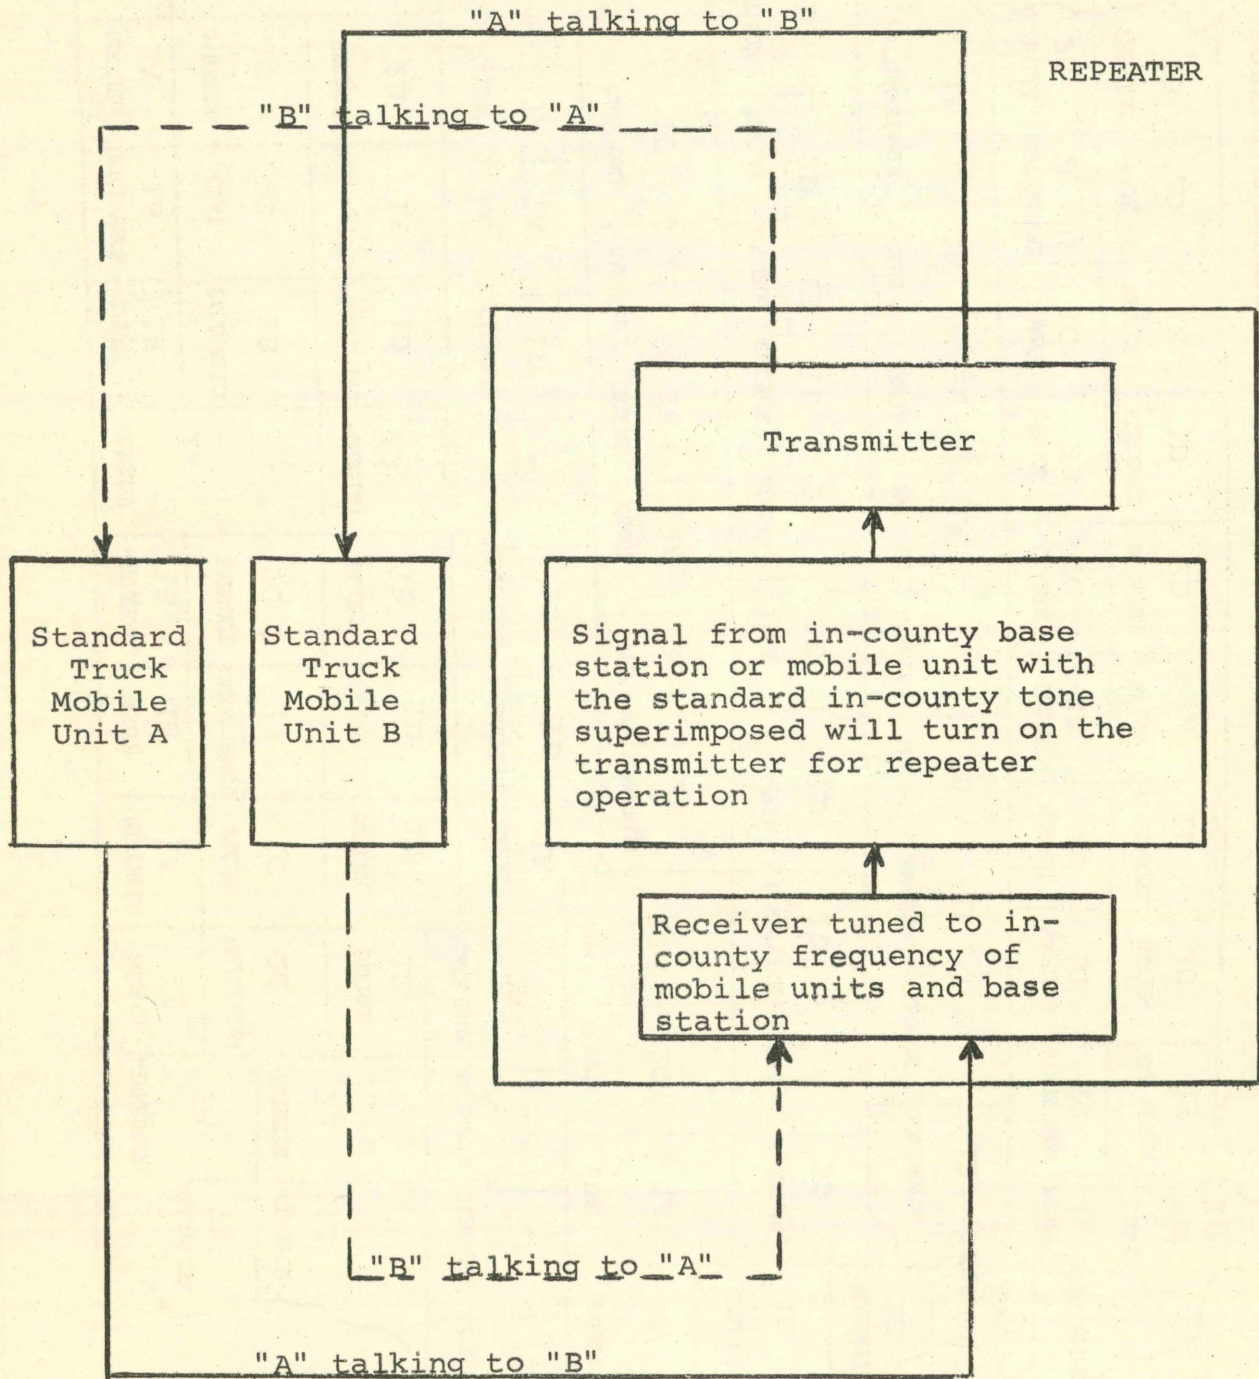 "A" talking to "B"
REPEATER
"B" talking to "A"
Transmitter
Standard
Truck
Mobile
Unit A
Standard
Truck
Mobile
Unit B
Signal from in-county base
station or mobile unit with
the standard in-county tone
superimposed will turn on the
transmitter for repeater
operation
Receiver tuned to in-
county frequency of
mobile units and base
station
"B" talking to "A"
"A" talking to "B"